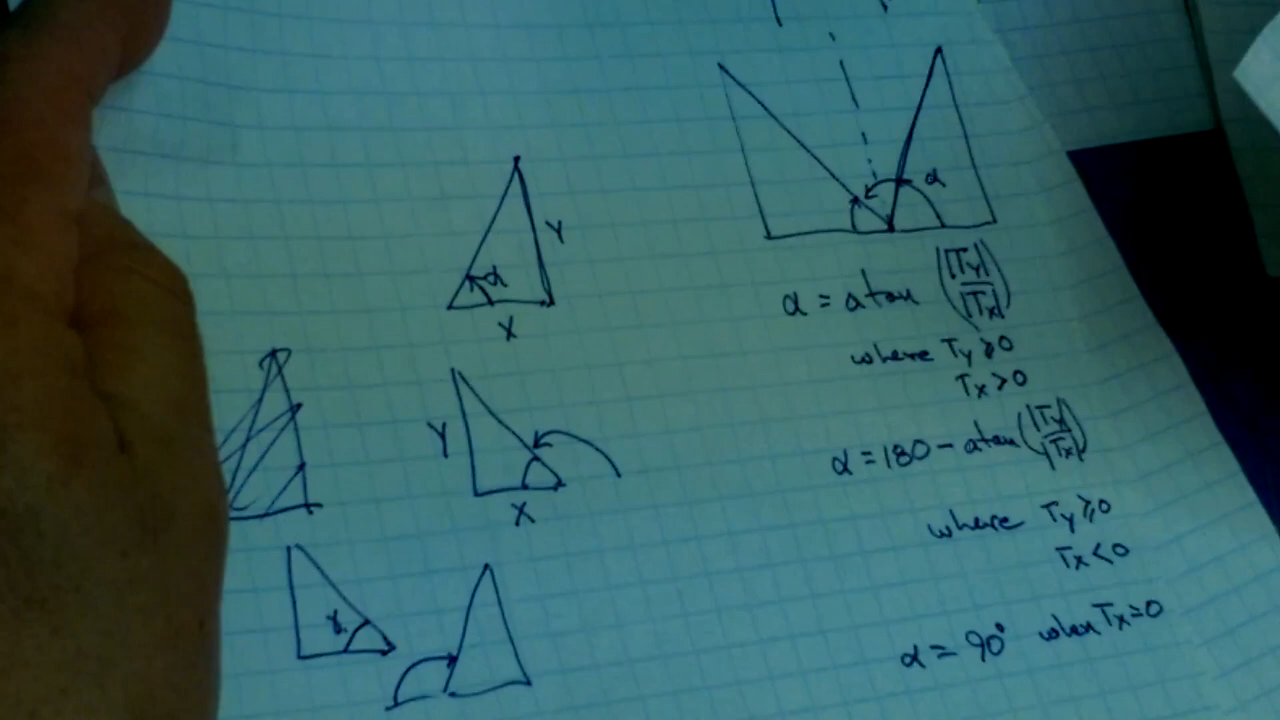 α
Y
α
X
α = atan (|Ty|/|Tx|)
where Ty ≥ 0
Tx > 0
Y
X
α = 180 - atan (|Ty|/|Tx|)
where Ty ≥ 0
Tx < 0
α = 90° when Tx = 0